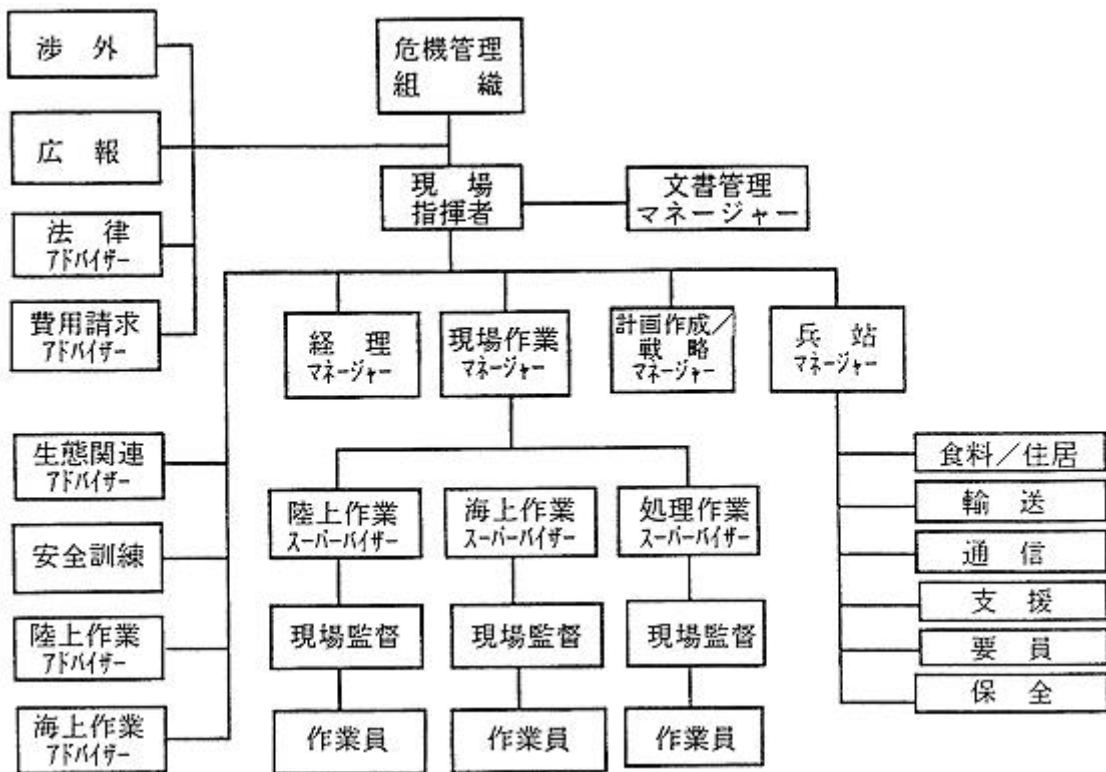 渉 外
危機管理
組 織
広 報
現 場
指揮者
文書管理
マネージャー
法 律
アドバイザー
費用請求
アドバイザー
経 理
マネージャー
現場作業
マネージャー
計画作成／
戦 略
マネージャー
兵 站
マネージャー
生態関連
アドバイザー
安全訓練
陸上作業
アドバイザー
海上作業
アドバイザー
陸上作業
スーパーバイザー
海上作業
スーパーバイザー
処理作業
スーパーバイザー
現場監督
現場監督
現場監督
作業員
作業員
作業員
食料／住居
輸 送
通 信
支 援
要 員
保 全